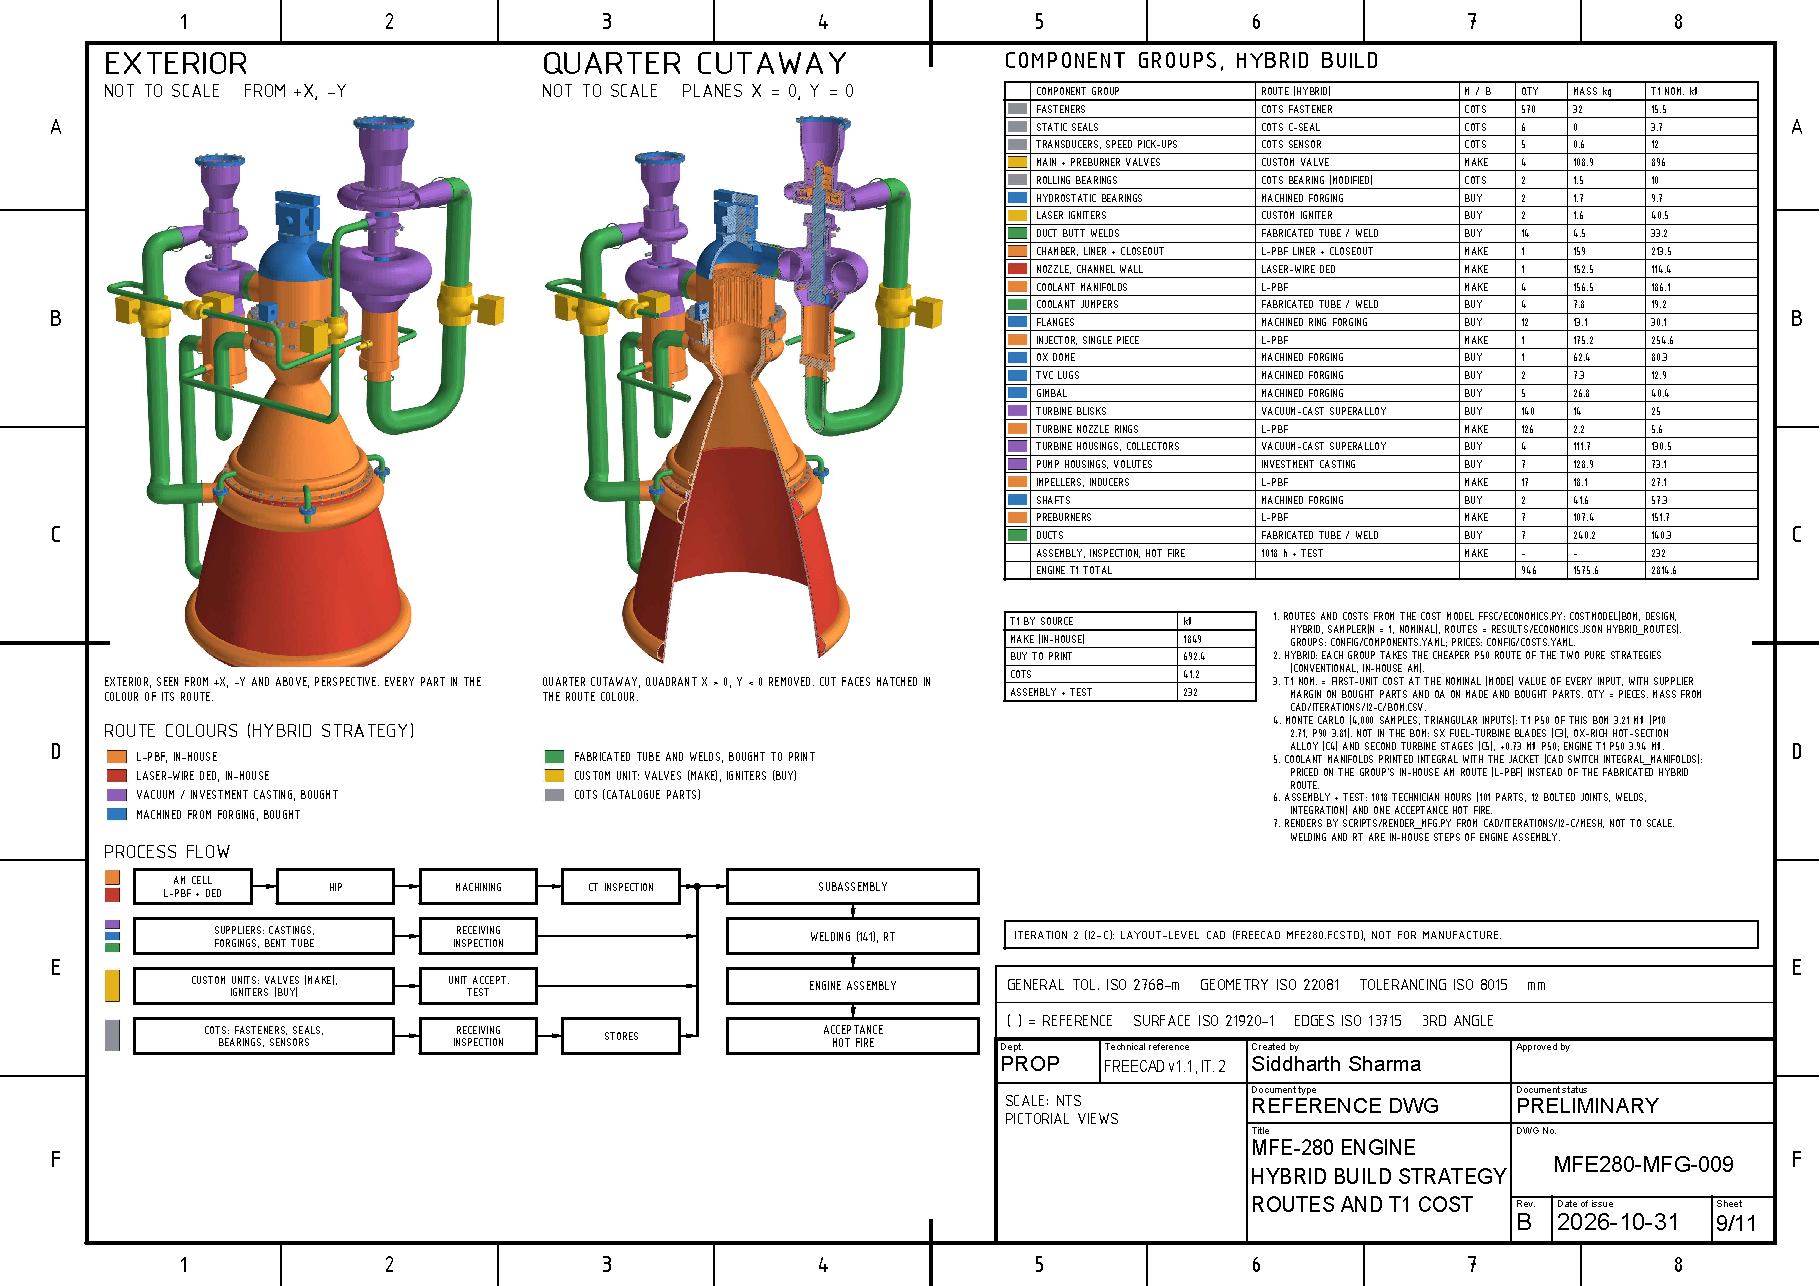 1 2 3 4 5 6 7 8
A B C D E F
EXTERIOR
NOT TO SCALE FROM +X, -Y
QUARTER CUTAWAY
NOT TO SCALE PLANES X = 0, Y = 0
EXTERIOR, SEEN FROM +X, -Y AND ABOVE, PERSPECTIVE. EVERY PART IN THE
COLOUR OF ITS ROUTE.
QUARTER CUTAWAY, QUADRANT X > 0, Y < 0 REMOVED. CUT FACES HATCHED IN
THE ROUTE COLOUR.
ROUTE COLOURS (HYBRID STRATEGY)
L-PBF, IN-HOUSE
LASER-WIRE DED, IN-HOUSE
VACUUM / INVESTMENT CASTING, BOUGHT
MACHINED FROM FORGING, BOUGHT
FABRICATED TUBE AND WELDS, BOUGHT TO PRINT
CUSTOM UNIT: VALVES (MAKE), IGNITERS (BUY)
COTS (CATALOGUE PARTS)
PROCESS FLOW
AM CELL
L-PBF + DED
HIP
MACHINING
CT INSPECTION
SUBASSEMBLY
SUPPLIERS: CASTINGS,
FORGINGS, BENT TUBE
RECEIVING
INSPECTION
WELDING (141), RT
CUSTOM UNITS: VALVES (MAKE),
IGNITERS (BUY)
UNIT ACCEPT.
TEST
ENGINE ASSEMBLY
COTS: FASTENERS, SEALS,
BEARINGS, SENSORS
RECEIVING
INSPECTION
STORES
ACCEPTANCE
HOT FIRE
COMPONENT GROUPS, HYBRID BUILD
COMPONENT GROUP ROUTE (HYBRID) M / B QTY MASS kg T1 NOM. k$
FASTENERS COTS FASTENER COTS 570 32 15.5
STATIC SEALS COTS C-SEAL COTS 6 0 3.7
TRANSDUCERS, SPEED PICK-UPS COTS SENSOR COTS 5 0.6 12
MAIN + PREBURNER VALVES CUSTOM VALVE MAKE 4 108.9 896
ROLLING BEARINGS COTS BEARING (MODIFIED) COTS 2 1.5 10
HYDROSTATIC BEARINGS MACHINED FORGING BUY 2 1.7 9.7
LASER IGNITERS CUSTOM IGNITER BUY 2 1.6 40.5
DUCT BUTT WELDS FABRICATED TUBE / WELD BUY 14 4.5 33.2
CHAMBER, LINER + CLOSEOUT L-PBF LINER + CLOSEOUT MAKE 1 159 213.5
NOZZLE, CHANNEL WALL LASER-WIRE DED MAKE 1 152.5 114.4
COOLANT MANIFOLDS L-PBF MAKE 4 156.5 186.1
COOLANT JUMPERS FABRICATED TUBE / WELD BUY 4 7.8 19.2
FLANGES MACHINED RING FORGING BUY 12 13.1 30.1
INJECTOR, SINGLE PIECE L-PBF MAKE 1 175.2 254.6
OX DOME MACHINED FORGING BUY 1 62.4 80.3
TVC LUGS MACHINED FORGING BUY 2 7.3 12.9
GIMBAL MACHINED FORGING BUY 5 26.8 40.4
TURBINE BLISKS VACUUM-CAST SUPERALLOY BUY 140 14 25
TURBINE NOZZLE RINGS L-PBF MAKE 126 2.2 5.6
TURBINE HOUSINGS, COLLECTORS VACUUM-CAST SUPERALLOY BUY 4 111.7 130.5
PUMP HOUSINGS, VOLUTES INVESTMENT CASTING BUY 7 128.9 73.1
IMPELLERS, INDUCERS L-PBF MAKE 17 18.1 27.1
SHAFTS MACHINED FORGING BUY 2 41.6 57.3
PREBURNERS L-PBF MAKE 7 107.4 151.7
DUCTS FABRICATED TUBE / WELD BUY 7 240.2 140.3
ASSEMBLY, INSPECTION, HOT FIRE 1018 h + TEST MAKE - - 232
ENGINE T1 TOTAL 946 1575.6 2814.6
T1 BY SOURCE k$
MAKE (IN-HOUSE) 1849
BUY TO PRINT 692.4
COTS 41.2
ASSEMBLY + TEST 232
1. ROUTES AND COSTS FROM THE COST MODEL FFSC/ECONOMICS.PY: COSTMODEL(BOM, DESIGN,
HYBRID, SAMPLER(N = 1, NOMINAL), ROUTES = RESULTS/ECONOMICS.JSON HYBRID_ROUTES).
GROUPS: CONFIG/COMPONENTS.YAML; PRICES: CONFIG/COSTS.YAML.
2. HYBRID: EACH GROUP TAKES THE CHEAPER P50 ROUTE OF THE TWO PURE STRATEGIES
(CONVENTIONAL, IN-HOUSE AM).
3. T1 NOM. = FIRST-UNIT COST AT THE NOMINAL (MODE) VALUE OF EVERY INPUT, WITH SUPPLIER
MARGIN ON BOUGHT PARTS AND QA ON MADE AND BOUGHT PARTS. QTY = PIECES. MASS FROM
CAD/ITERATIONS/I2-C/BOM.CSV.
4. MONTE CARLO (4,000 SAMPLES, TRIANGULAR INPUTS): T1 P50 OF THIS BOM 3.21 M$ (P10
2.71, P90 3.81). NOT IN THE BOM: SX FUEL-TURBINE BLADES (C3), OX-RICH HOT-SECTION
ALLOY (C4) AND SECOND TURBINE STAGES (C5), +0.73 M$ P50; ENGINE T1 P50 3.94 M$.
5. COOLANT MANIFOLDS PRINTED INTEGRAL WITH THE JACKET (CAD SWITCH INTEGRAL_MANIFOLDS):
PRICED ON THE GROUP'S IN-HOUSE AM ROUTE (L-PBF) INSTEAD OF THE FABRICATED HYBRID
ROUTE.
6. ASSEMBLY + TEST: 1018 TECHNICIAN HOURS (101 PARTS, 12 BOLTED JOINTS, WELDS,
INTEGRATION) AND ONE ACCEPTANCE HOT FIRE.
7. RENDERS BY SCRIPTS/RENDER_MFG.PY FROM CAD/ITERATIONS/I2-C/MESH, NOT TO SCALE.
WELDING AND RT ARE IN-HOUSE STEPS OF ENGINE ASSEMBLY.
ITERATION 2 (I2-C): LAYOUT-LEVEL CAD (FREECAD MFE280.FCSTD), NOT FOR MANUFACTURE.
GENERAL TOL. ISO 2768-m GEOMETRY ISO 22081 TOLERANCING ISO 8015 mm
( ) = REFERENCE SURFACE ISO 21920-1 EDGES ISO 13715 3RD ANGLE
Dept.
PROP
Technical reference
FREECAD v1.1, IT. 2
Created by
Siddharth Sharma
Approved by
SCALE: NTS
PICTORIAL VIEWS
Document type
REFERENCE DWG
Document status
PRELIMINARY
Title
MFE-280 ENGINE
HYBRID BUILD STRATEGY
ROUTES AND T1 COST
DWG No.
MFE280-MFG-009
Rev.
B
Date of issue
2026-10-31
Sheet
9/11
A B C D E F
1 2 3 4 5 6 7 8